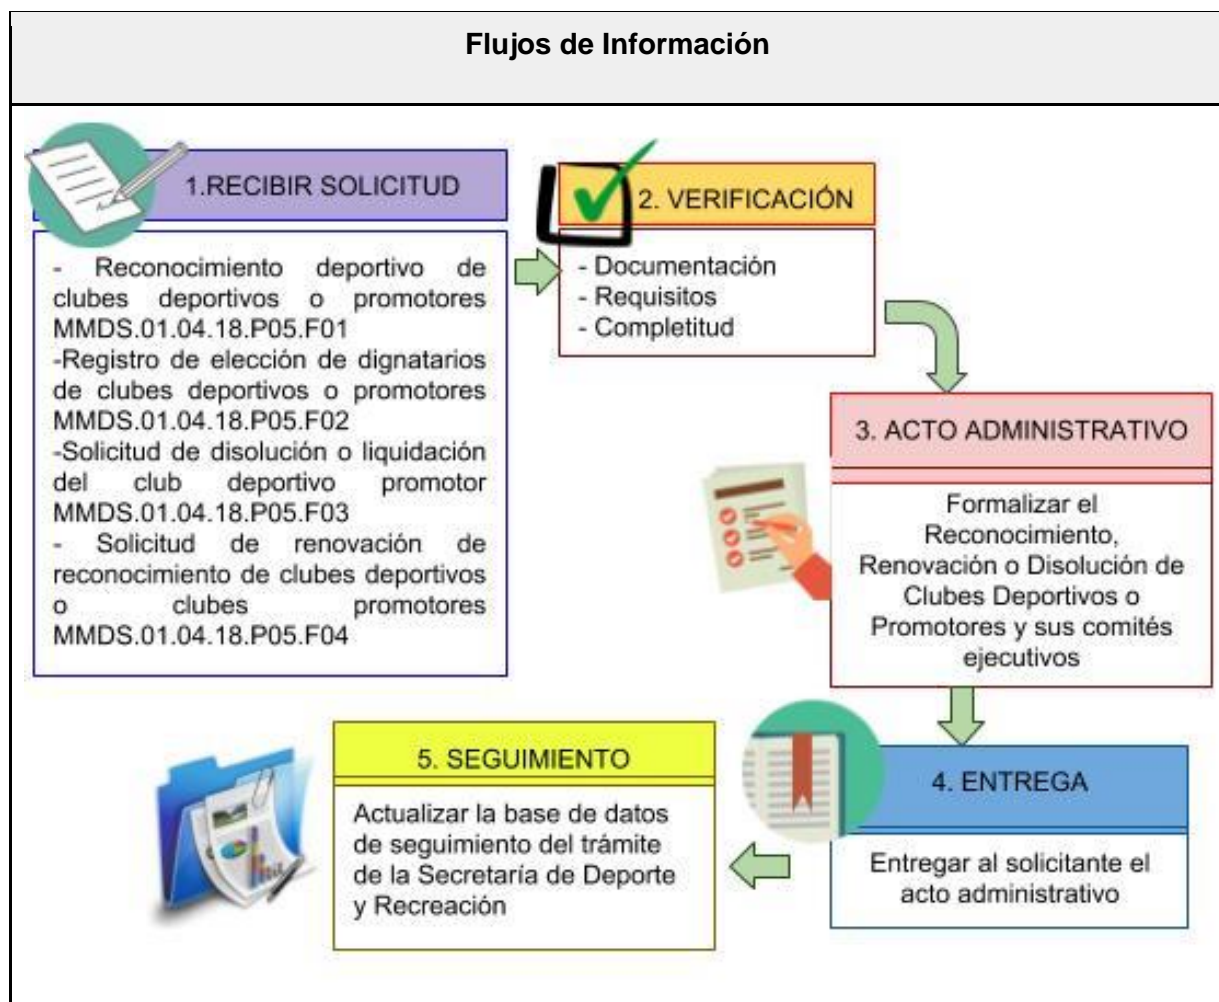 Flujos de Información
1.RECIBIR SOLICITUD
- Reconocimiento deportivo de
clubes deportivos o promotores
MMDS.01.04.18.P05.F01
-Registro de elección de dignatarios
de clubes deportivos o promotores
MMDS.01.04.18.P05.F02
-Solicitud de disolución o liquidación
del club deportivo promotor
MMDS.01.04.18.P05.F03
- Solicitud de renovación de
reconocimiento de clubes deportivos
o clubes promotores
MMDS.01.04.18.P05.F04
2. VERIFICACIÓN
- Documentación
- Requisitos
- Completitud
3. ACTO ADMINISTRATIVO
Formalizar el
Reconocimiento,
Renovación o Disolución de
Clubes Deportivos o
Promotores y sus comités
ejecutivos
4. ENTREGA
Entregar al solicitante el
acto administrativo
5. SEGUIMIENTO
Actualizar la base de datos
de seguimiento del trámite
de la Secretaría de Deporte
y Recreación